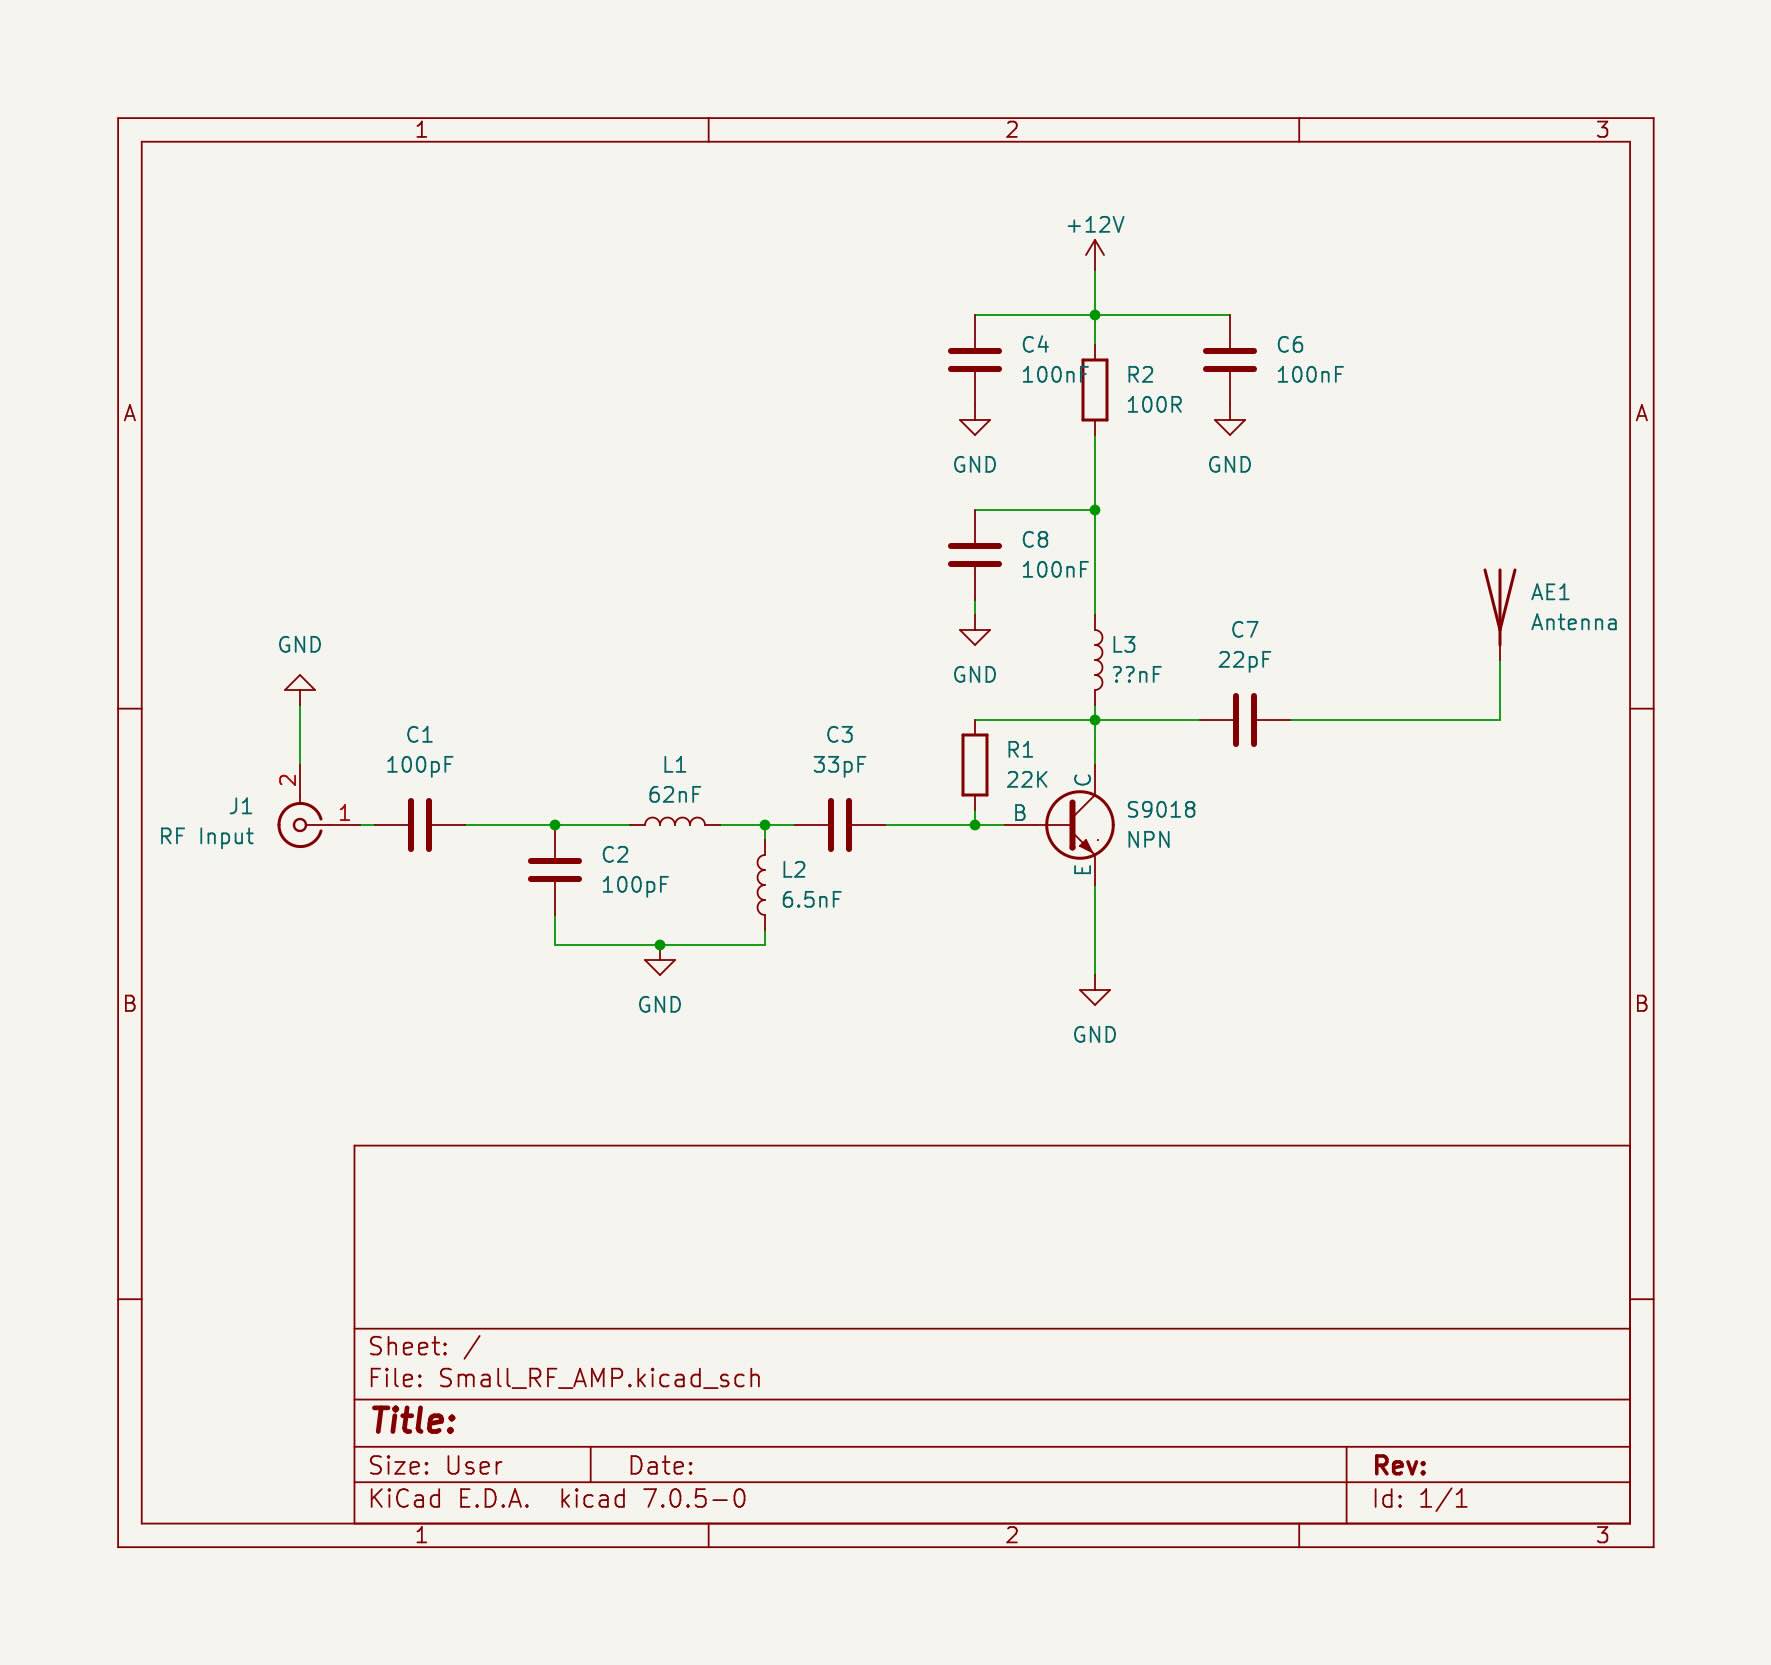 1 2 3
+12V
C4
100nF
R2
100R
C6
100nF
A
A
GND
GND
C8
100nF
AE1
Antenna
C7
22pF
L3
??nF
GND
GND
C1
100pF
C3
33pF
R1
22K
L1
62nF
2
C
J1
RF Input
1
B
S9018
NPN
C2
100pF
E
L2
6.5nF
B
B
GND
GND
Sheet: /
File: Small_RF_AMP.kicad_sch
Title:
Size: User Date: Rev:
KiCad E.D.A. kicad 7.0.5-0 Id: 1/1
1 2 3